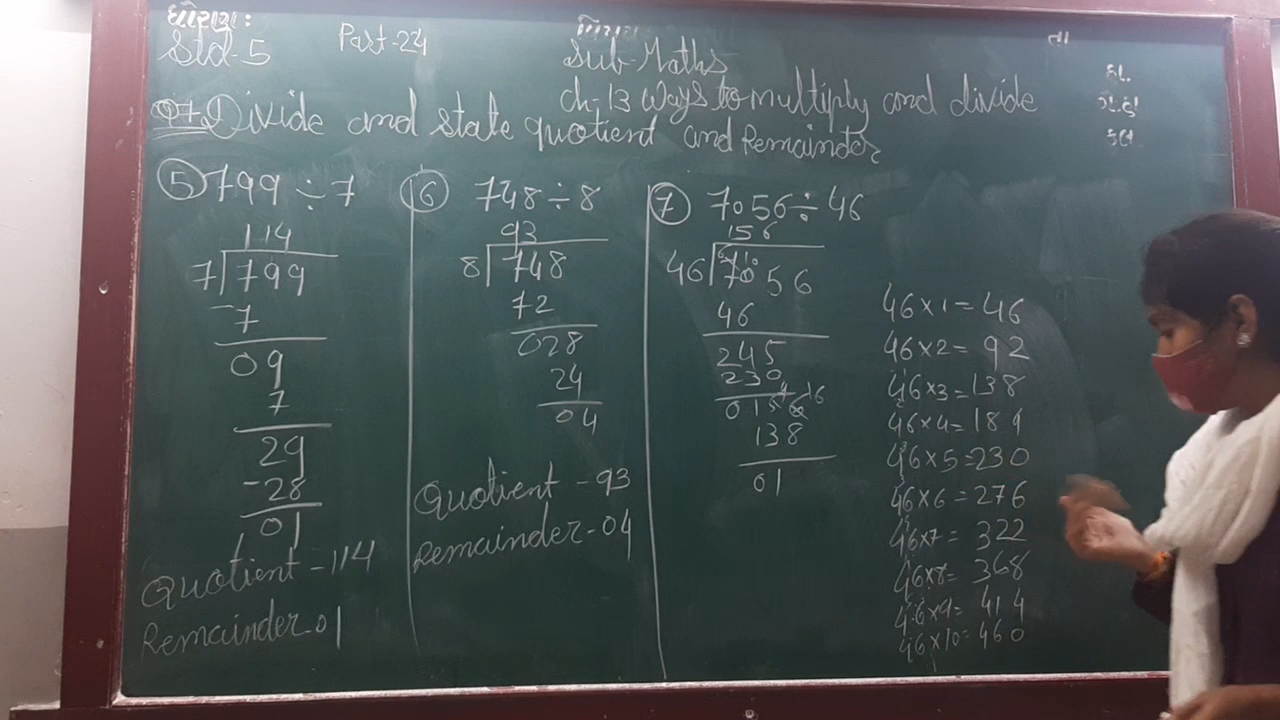 ધોરણ:
Std-5
Part-24
વિષય:
Sub-Maths
તા
Ch-13 Ways to multiply and divide
Q-7 Divide and state quotient and Remainder
5 799÷7
114
7 799
-7
09
7
29
-28
01
Quotient-114
Remainder-01
6 748÷8
93
8 748
72
028
24
04
Quotient-93
Remainder-04
7 7056÷46
156
46 7056
46
245
230
0156
138
01
46×1=46
46×2=92
46×3=138
46×4=184
46×5=230
46×6=276
46×7=322
46×8=368
46×9=414
46×10=460